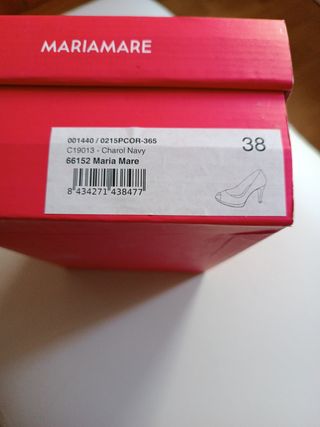 MARIAMARE
001440 / 0215PCOR-365
C19013 - Charol Navy
66152 Maria Mare
38
8 434271 438477